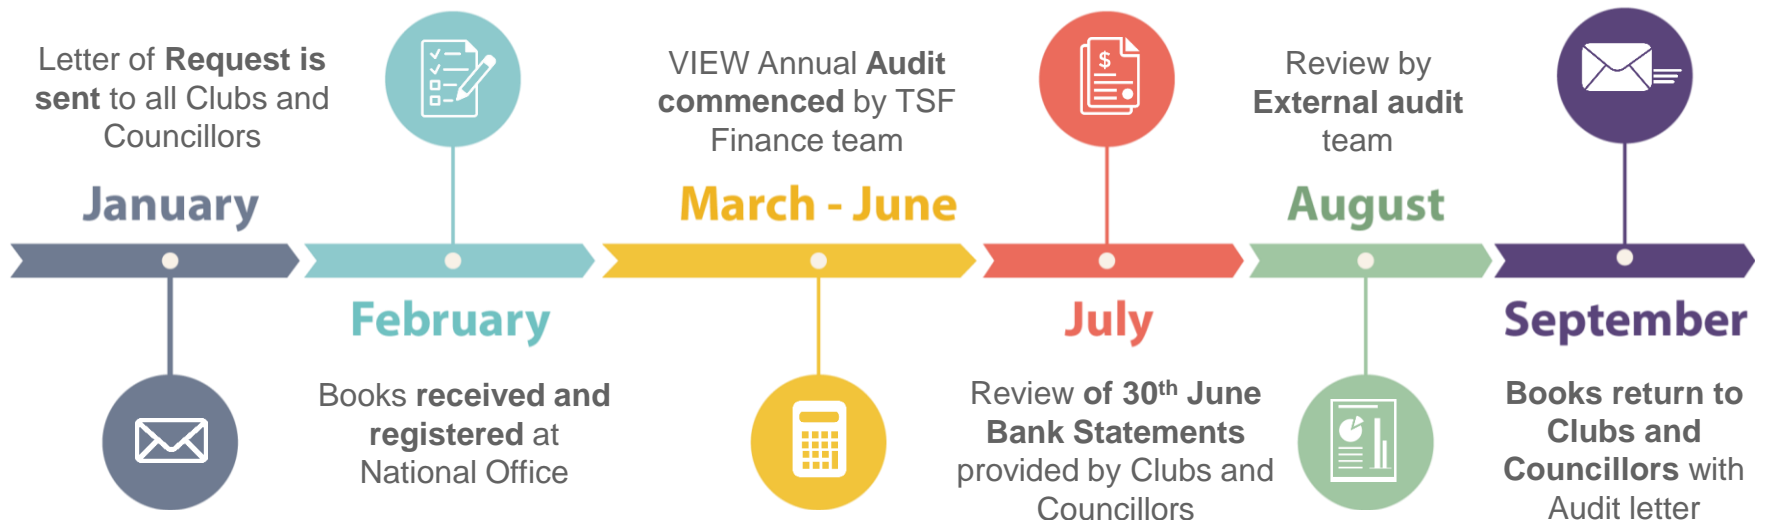 Letter of Request is
sent to all Clubs and
Councillors
January
February
Books received and
registered at
National Office
VIEW Annual Audit
commenced by TSF
Finance team
March - June
$
July
Review of 30th June
Bank Statements
provided by Clubs and
Councillors
Review by
External audit
team
August
September
Books return to
Clubs and
Councillors with
Audit letter